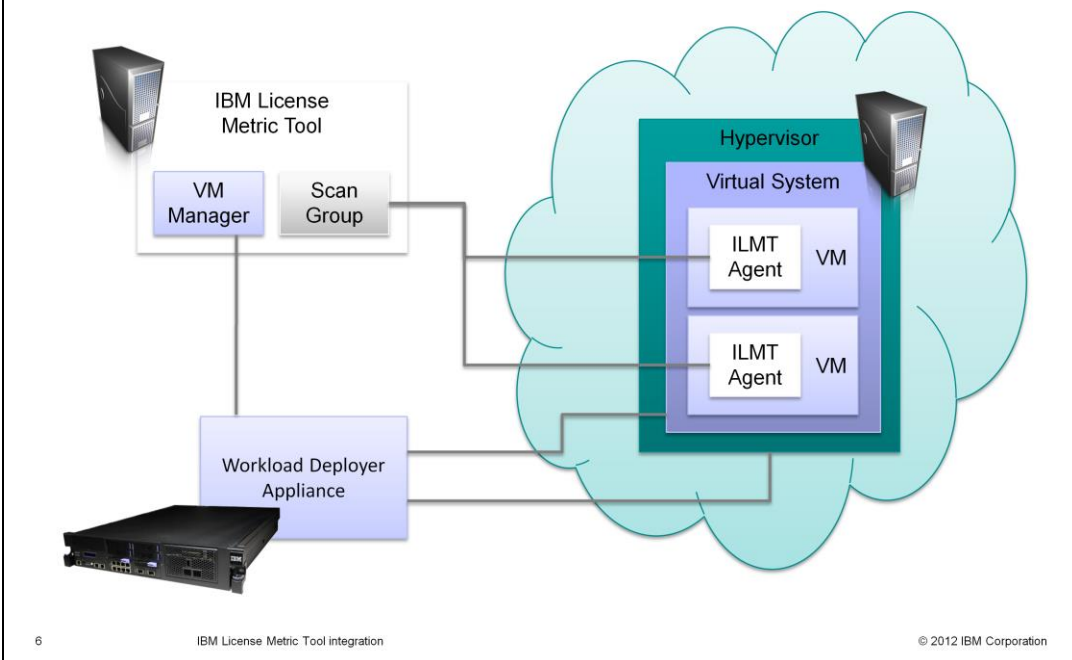 IBM License
Metric Tool
VM
Manager
Scan
Group
Hypervisor
Virtual System
ILMT
Agent
VM
ILMT
Agent
VM
Workload Deployer
Appliance
IBM
6
IBM License Metric Tool integration
© 2012 IBM Corporation